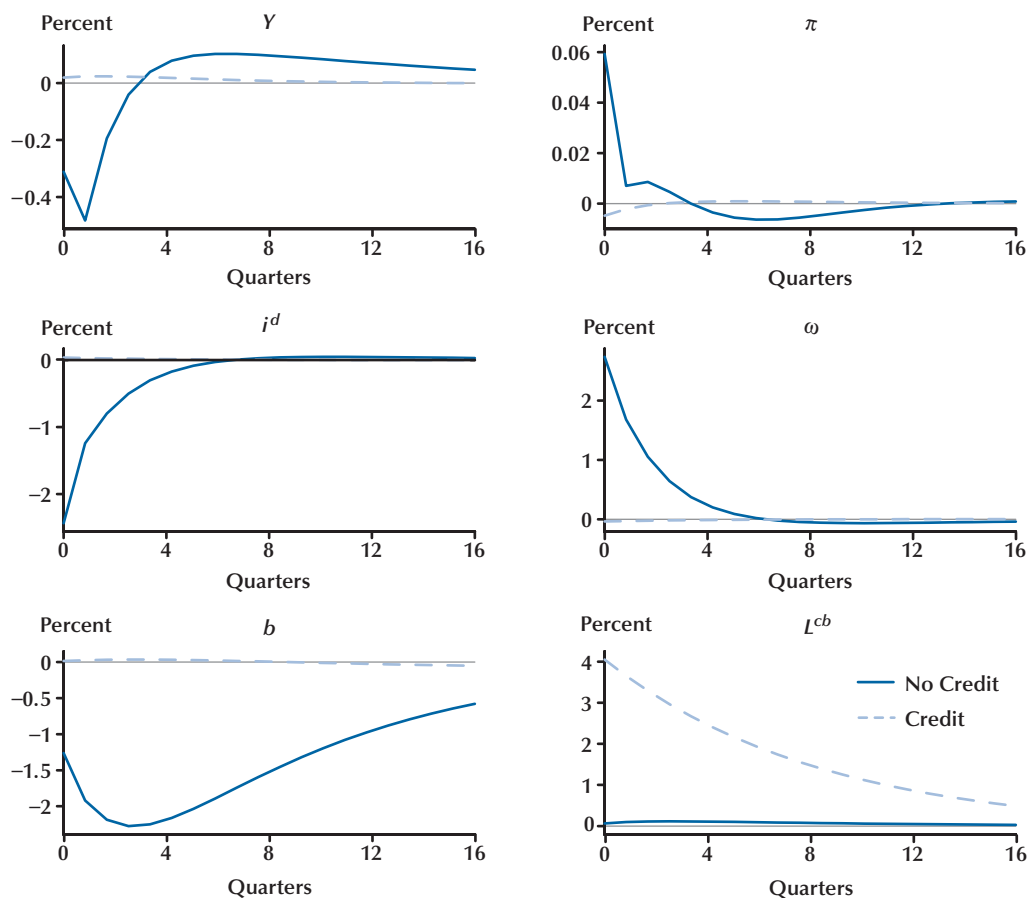 Percent
Y
0
−0.2
−0.4
0 4 8 12 16
Quarters
Percent
π
0.06
0.04
0.02
0
0 4 8 12 16
Quarters
Percent
i^d
0
−1
−2
0 4 8 12 16
Quarters
Percent
ω
2
1
0
0 4 8 12 16
Quarters
Percent
b
0
−0.5
−1
−1.5
−2
0 4 8 12 16
Quarters
Percent
L^cb
4
3
2
1
0
No Credit
Credit
0 4 8 12 16
Quarters